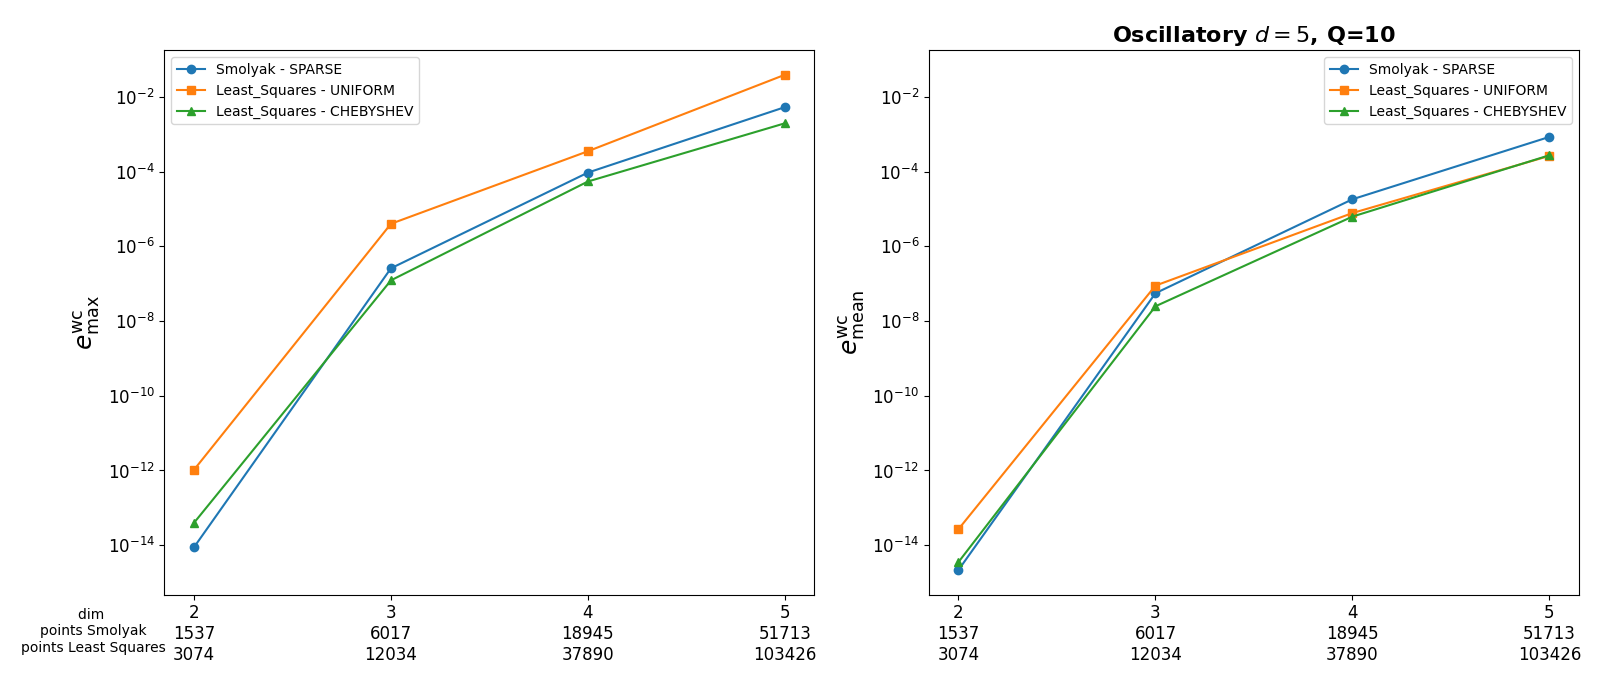 Oscillatory d = 5, Q=10
Smolyak - SPARSE
Least_Squares - UNIFORM
Least_Squares - CHEBYSHEV
10⁻²
10⁻⁴
10⁻⁶
10⁻⁸
10⁻¹⁰
10⁻¹²
10⁻¹⁴
e^wc_max
dim 2 3 4 5
points Smolyak 1537 6017 18945 51713
points Least Squares 3074 12034 37890 103426
Smolyak - SPARSE
Least_Squares - UNIFORM
Least_Squares - CHEBYSHEV
10⁻²
10⁻⁴
10⁻⁶
10⁻⁸
10⁻¹⁰
10⁻¹²
10⁻¹⁴
e^wc_mean
2 3 4 5
1537 6017 18945 51713
3074 12034 37890 103426